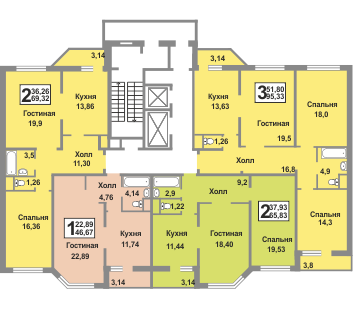 3,14
3,14
2 36,26
69,32
Гостиная
19,9
Кухня
13,86
Кухня
13,63
3 51,80
95,33
Гостиная
19,5
Спальня
18,0
3,5
Холл
11,30
1,26
1,26
Холл
16,8
4,9
1,26
Спальня
16,36
Холл
4,76
4,14
2,9
1,22
Холл
9,2
1 22,89
46,67
Гостиная
22,89
Кухня
11,74
Кухня
11,44
Гостиная
18,40
2 37,93
65,83
Спальня
19,53
Спальня
14,3
3,14
3,14
3,8